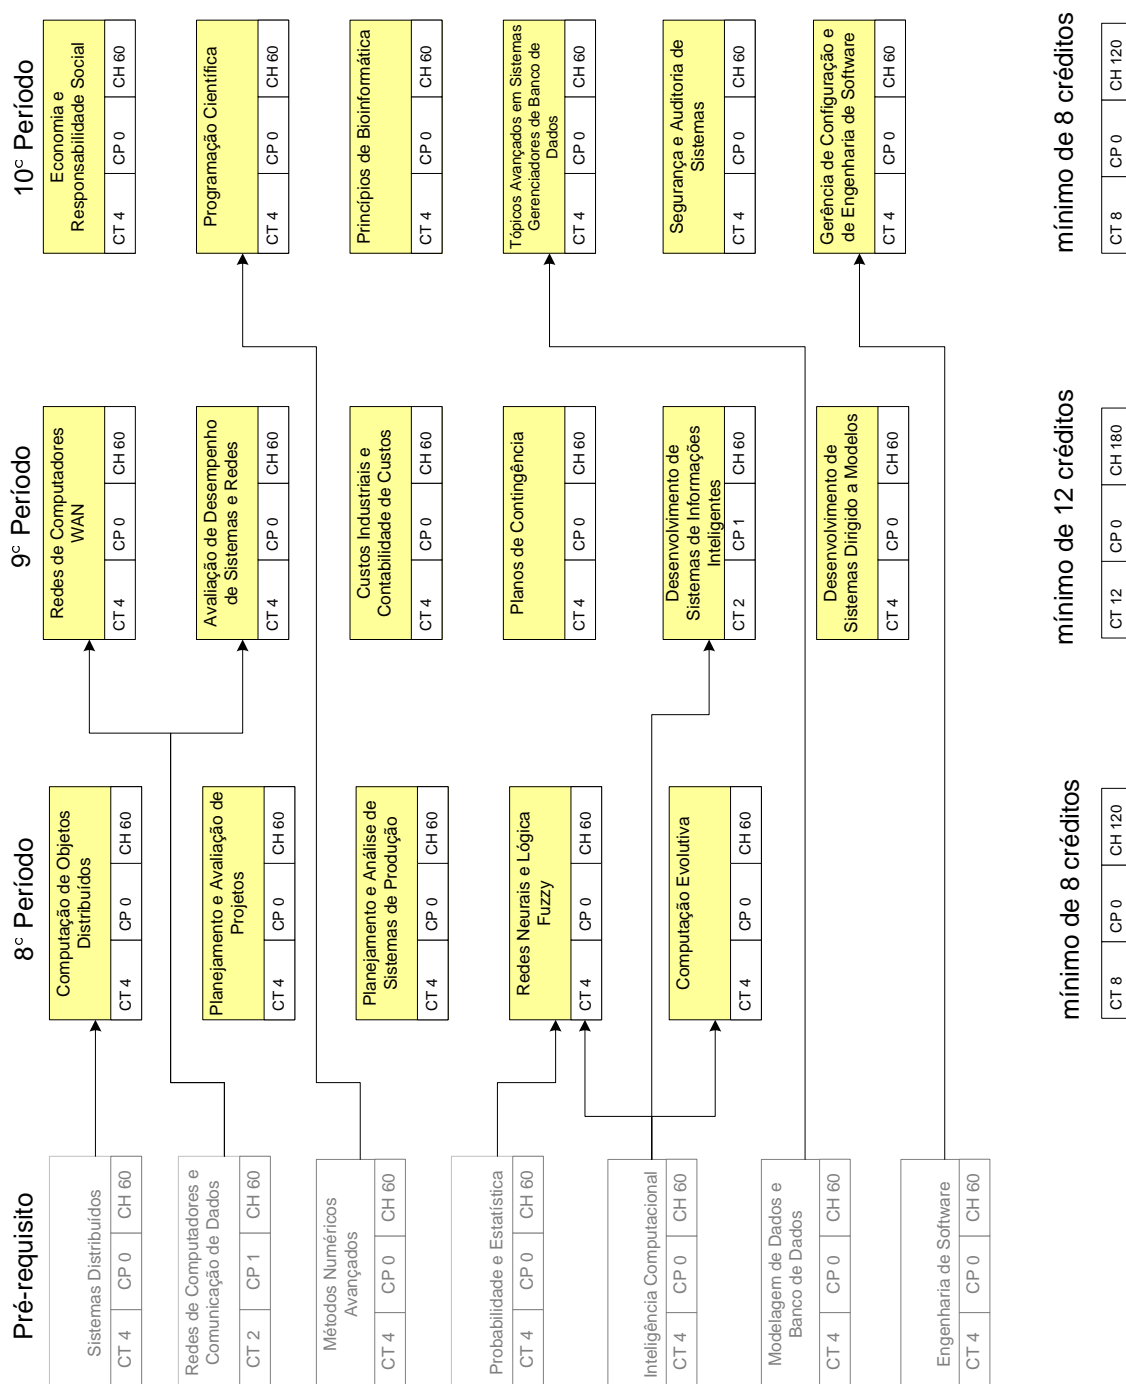 Pré-requisito
Sistemas Distribuídos
CT 4 CP 0 CH 60
Redes de Computadores e
Comunicação de Dados
CT 2 CP 1 CH 60
Métodos Numéricos
Avançados
CT 4 CP 0 CH 60
Probabilidade e Estatística
CT 4 CP 0 CH 60
Inteligência Computacional
CT 4 CP 0 CH 60
Modelagem de Dados e
Banco de Dados
CT 4 CP 0 CH 60
Engenharia de Software
CT 4 CP 0 CH 60
8º Período
Computação de Objetos
Distribuídos
CT 4 CP 0 CH 60
Planejamento e Avaliação de
Projetos
CT 4 CP 0 CH 60
Planejamento e Análise de
Sistemas de Produção
CT 4 CP 0 CH 60
Redes Neurais e Lógica
Fuzzy
CT 4 CP 0 CH 60
Computação Evolutiva
CT 4 CP 0 CH 60
mínimo de 8 créditos
CT 8 CP 0 CH 120
9º Período
Redes de Computadores
WAN
CT 4 CP 0 CH 60
Avaliação de Desempenho
de Sistemas e Redes
CT 4 CP 0 CH 60
Custos Industriais e
Contabilidade de Custos
CT 4 CP 0 CH 60
Planos de Contingência
CT 4 CP 0 CH 60
Desenvolvimento de
Sistemas de Informações
Inteligentes
CT 2 CP 1 CH 60
Desenvolvimento de
Sistemas Dirigido a Modelos
CT 4 CP 0 CH 60
mínimo de 12 créditos
CT 12 CP 0 CH 180
10º Período
Economia e
Responsabilidade Social
CT 4 CP 0 CH 60
Programação Científica
CT 4 CP 0 CH 60
Princípios de Bioinformática
CT 4 CP 0 CH 60
Tópicos Avançados em Sistemas
Gerenciadores de Banco de
Dados
CT 4 CP 0 CH 60
Segurança e Auditoria de
Sistemas
CT 4 CP 0 CH 60
Gerência de Configuração e
de Engenharia de Software
CT 4 CP 0 CH 60
mínimo de 8 créditos
CT 8 CP 0 CH 120